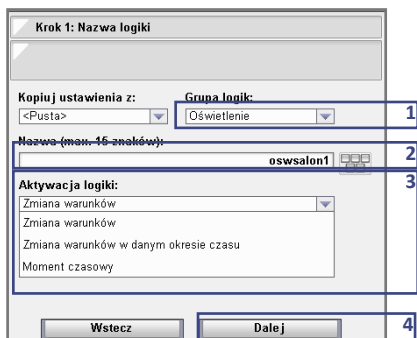 Krok 1: Nazwa logiki
Kopiuj ustawienia z: Grupa logik:
<Pusta> Oświetlenie 1
Nazwa (max. 15 znaków): 2
oswsalon1
Aktywacja logiki: 3
Zmiana warunków
Zmiana warunków
Zmiana warunków w danym okresie czasu
Moment czasowy
Wstecz Dalej 4